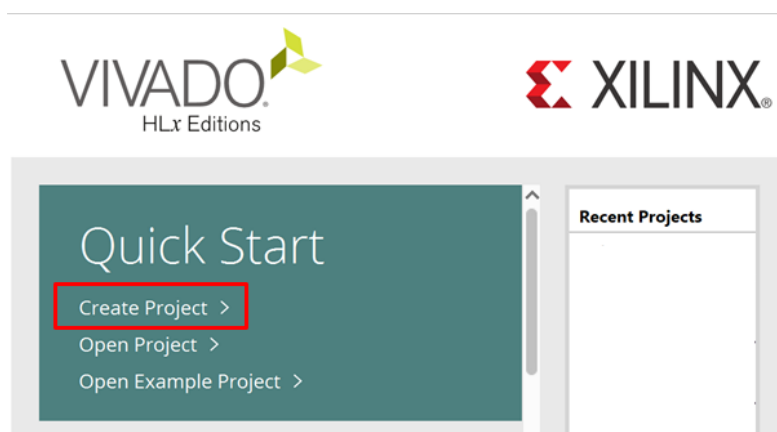 VIVADO.
HLx Editions
XILINX®
Quick Start
Create Project >
Open Project >
Open Example Project >
Recent Projects